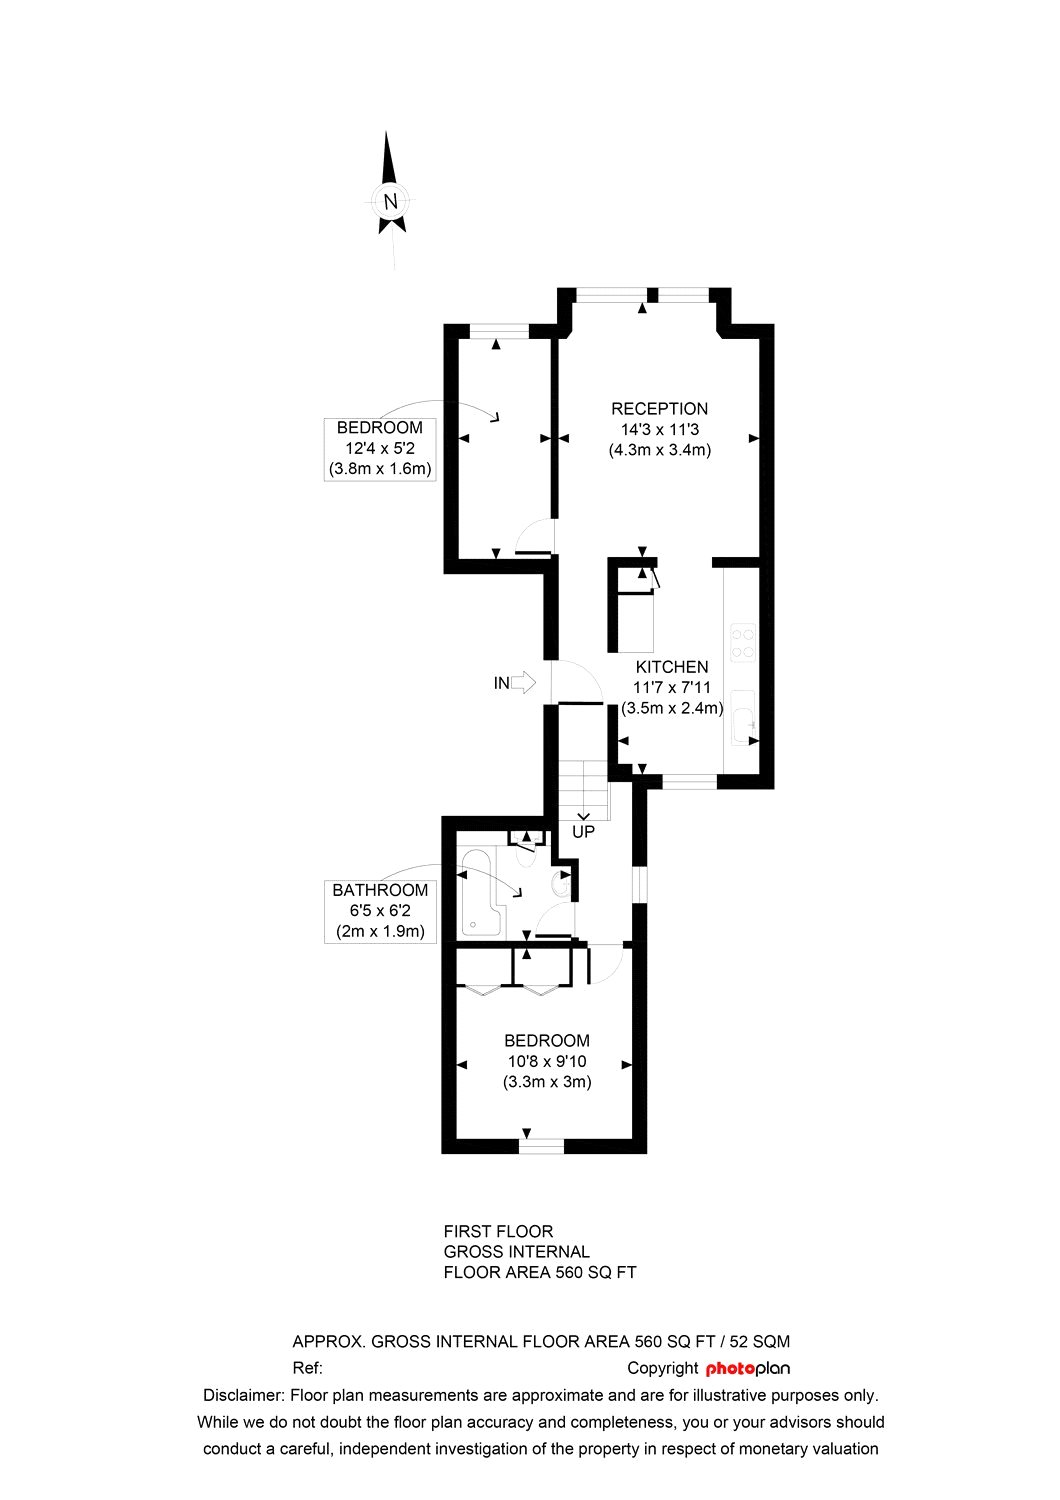 N
RECEPTION
14'3 x 11'3
(4.3m x 3.4m)
BEDROOM
12'4 x 5'2
(3.8m x 1.6m)
KITCHEN
11'7 x 7'11
(3.5m x 2.4m)
IN
UP
BATHROOM
6'5 x 6'2
(2m x 1.9m)
BEDROOM
10'8 x 9'10
(3.3m x 3m)
FIRST FLOOR
GROSS INTERNAL
FLOOR AREA 560 SQ FT
APPROX. GROSS INTERNAL FLOOR AREA 560 SQ FT / 52 SQM
Ref:
Copyright photoplan
Disclaimer: Floor plan measurements are approximate and are for illustrative purposes only.
While we do not doubt the floor plan accuracy and completeness, you or your advisors should
conduct a careful, independent investigation of the property in respect of monetary valuation